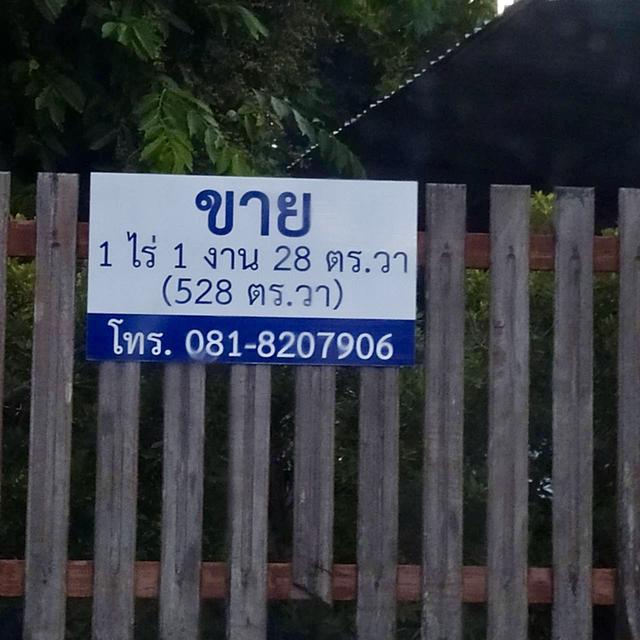 ขาย
1 ไร่ 1 งาน 28 ตร.วา
(528 ตร.วา)
โทร. 081-8207906